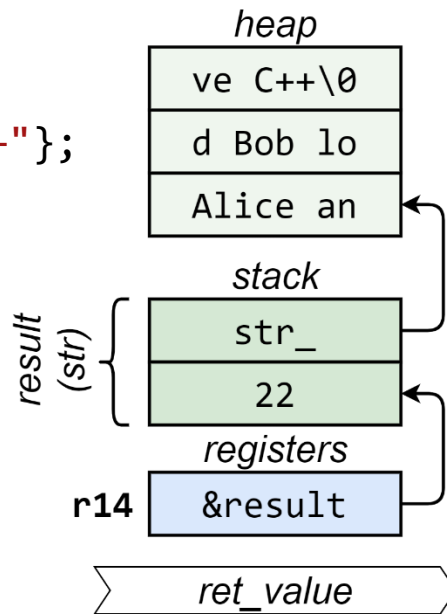 heap
ve C++\0
-"};
d Bob lo
Alice an
stack
result
(str)
str_
22
registers
r14 &result
ret_value